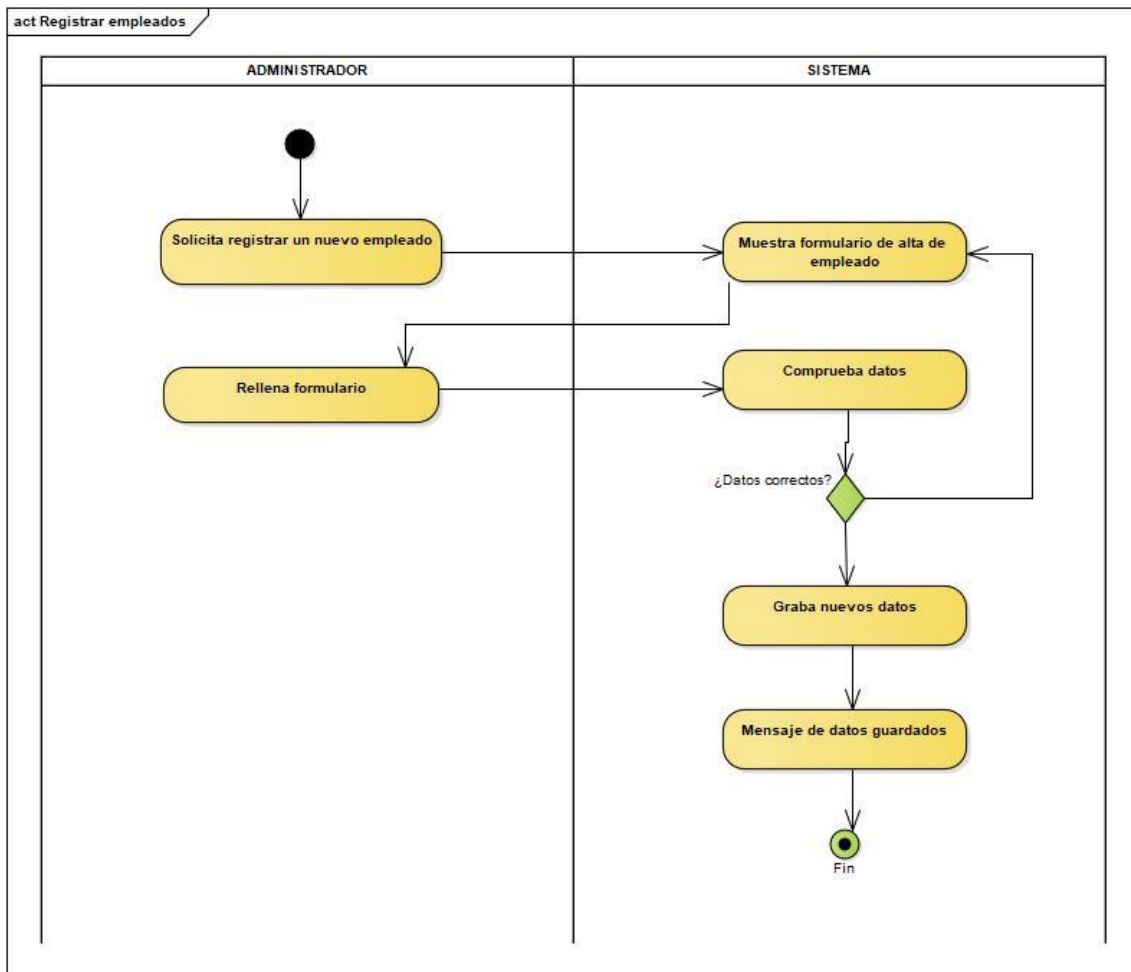 act Registrar empleados
ADMINISTRADOR
SISTEMA
Solicita registrar un nuevo empleado
Muestra formulario de alta de
empleado
Rellena formulario
Comprueba datos
¿Datos correctos?
Graba nuevos datos
Mensaje de datos guardados
Fin